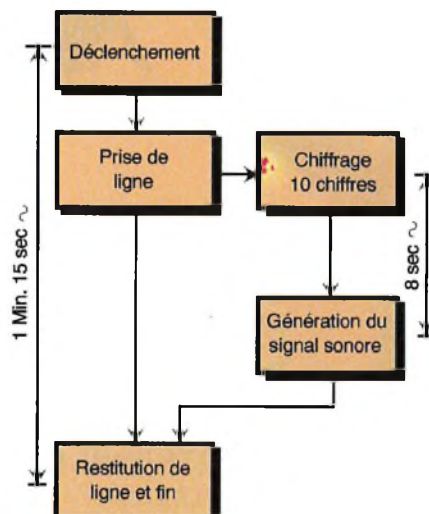 Déclenchement
Prise de
ligne
Chiffrage
10 chiffres
1 Min. 15 sec ~
8 sec ~
Génération du
signal sonore
Restitution de
ligne et fin